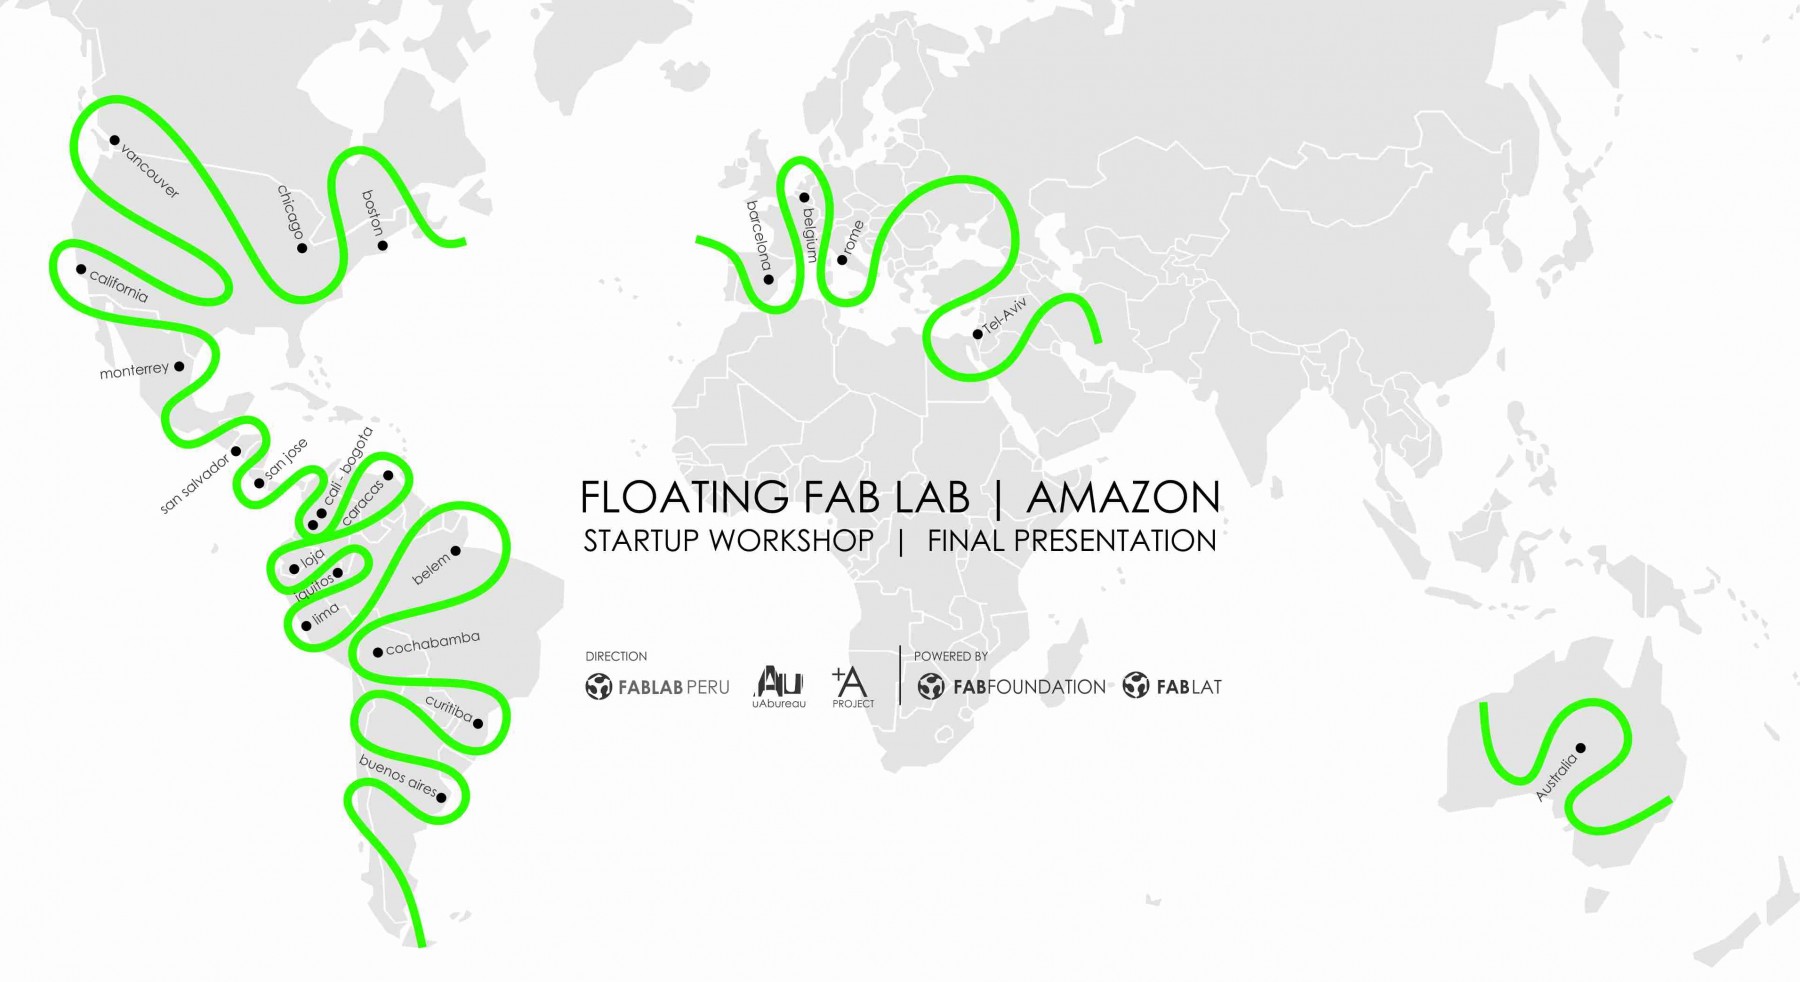 vancouver
chicago
boston
california
monterrey
san salvador
san jose
cali - bogota
caracas
loja
iquitos
lima
belem
cochabamba
curitiba
buenos aires
barcelona
belgium
rome
Tel-Aviv
FLOATING FAB LAB | AMAZON
STARTUP WORKSHOP | FINAL PRESENTATION
DIRECTION
FABLAB PERU
AU
uAbureau
+A
PROJECT
POWERED BY
FABFOUNDATION
FABLAT
Australia